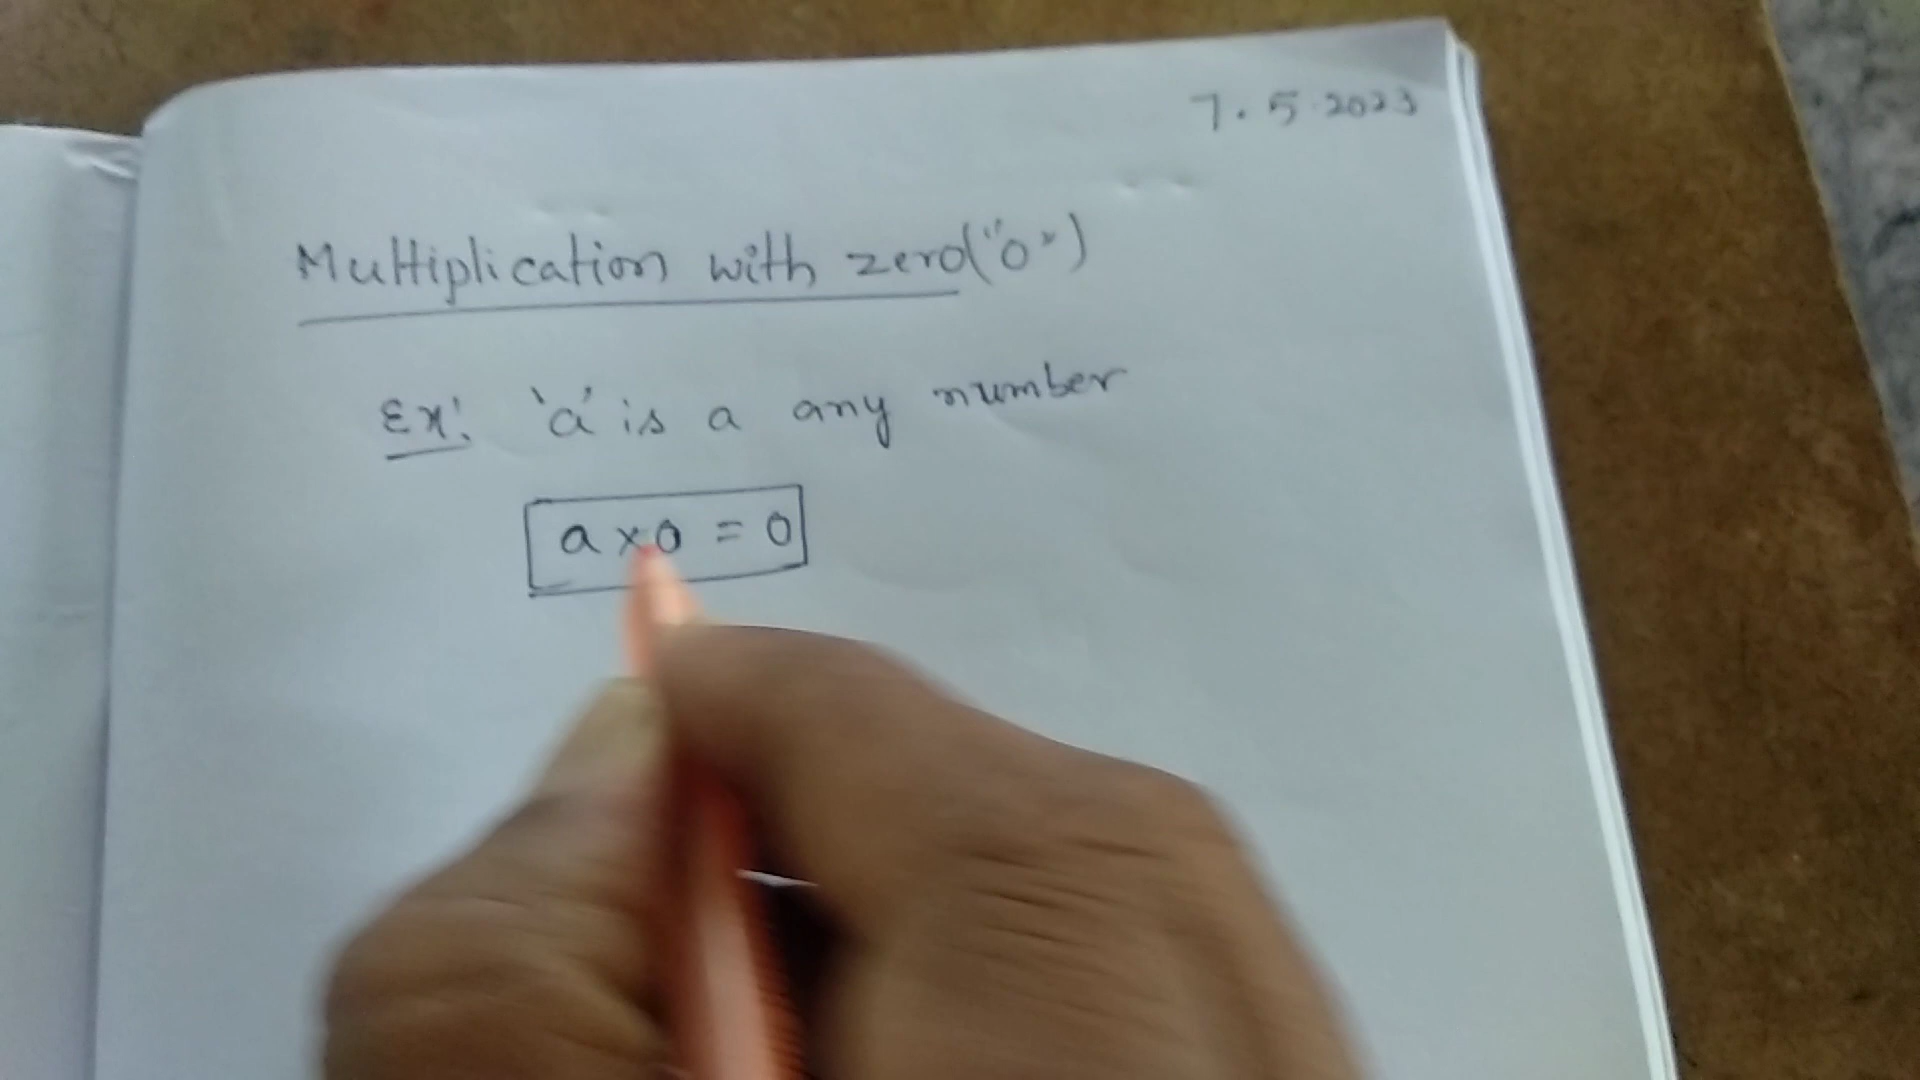 7.5.2023
Multiplication with zero("0")
Ex: 'a' is a any number
a x 0 = 0